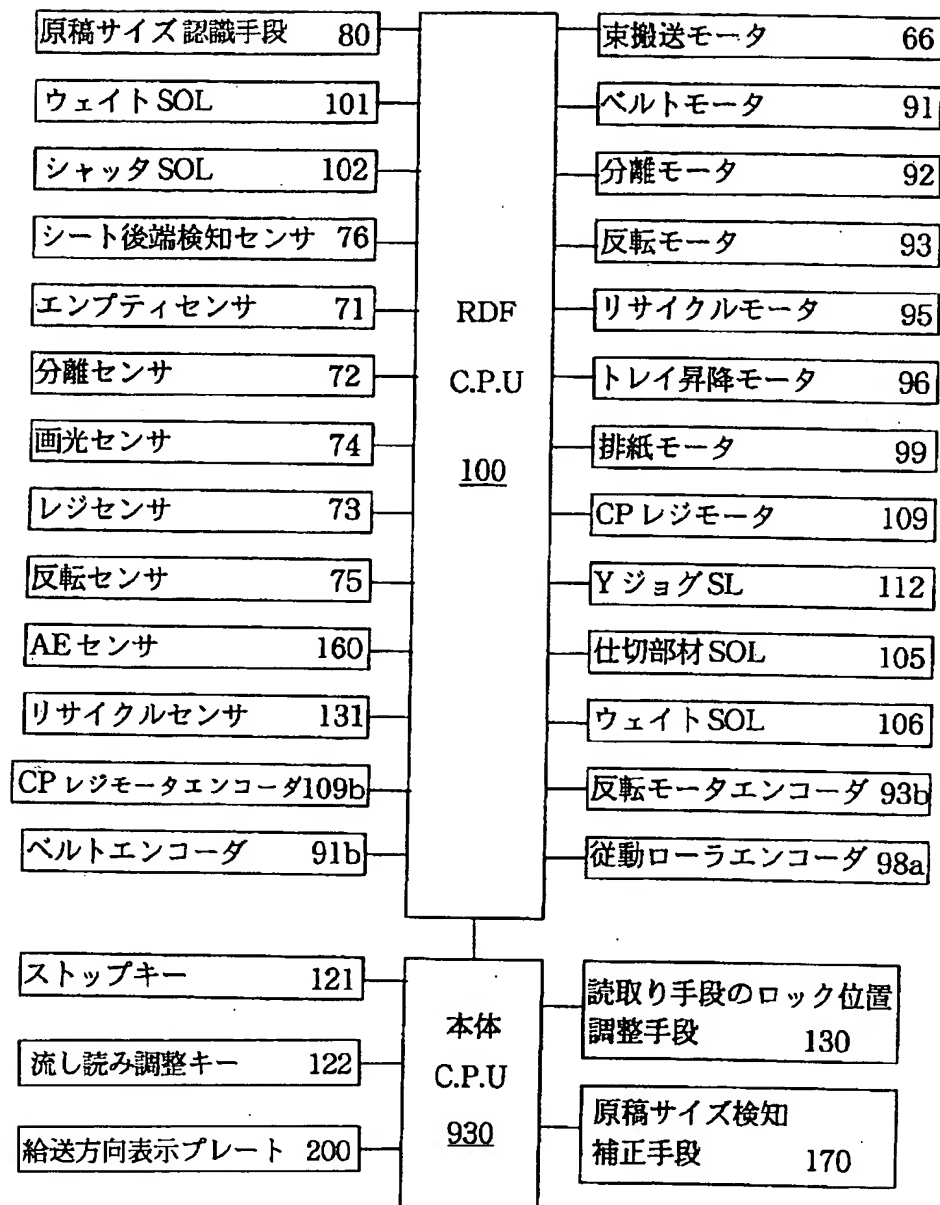 原稿サイズ認識手段 80
ウェイトSOL 101
シャッタSOL 102
シート後端検知センサ 76
エンプティセンサ 71
分離センサ 72
画光センサ 74
レジセンサ 73
反転センサ 75
AEセンサ 160
リサイクルセンサ 131
CPレジモータエンコーダ109b
ベルトエンコーダ 91b
RDF
C.P.U
100
束搬送モータ 66
ベルトモータ 91
分離モータ 92
反転モータ 93
リサイクルモータ 95
トレイ昇降モータ 96
排紙モータ 99
CPレジモータ 109
YジョグSL 112
仕切部材SOL 105
ウェイトSOL 106
反転モータエンコーダ 93b
従動ローラエンコーダ 98a
ストップキー 121
流し読み調整キー 122
給送方向表示プレート 200
本体
C.P.U
930
読取り手段のロック位置
調整手段 130
原稿サイズ検知
補正手段 170